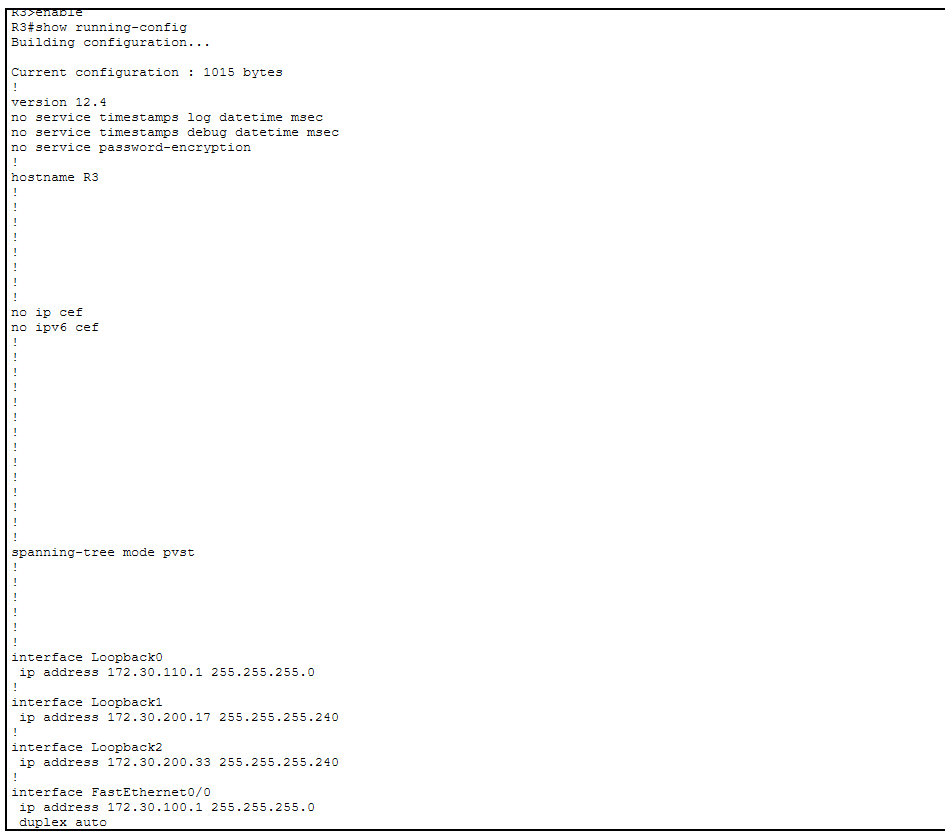 R3>enable
R3#show running-config
Building configuration...

Current configuration : 1015 bytes
!
version 12.4
no service timestamps log datetime msec
no service timestamps debug datetime msec
no service password-encryption
!
hostname R3
!
!
!
!
!
!
!
!
no ip cef
no ipv6 cef
!
!
!
!
!
!
!
!
!
!
!
!
!
!
spanning-tree mode pvst
!
!
!
!
!
!
interface Loopback0
 ip address 172.30.110.1 255.255.255.0
!
interface Loopback1
 ip address 172.30.200.17 255.255.255.240
!
interface Loopback2
 ip address 172.30.200.33 255.255.255.240
!
interface FastEthernet0/0
 ip address 172.30.100.1 255.255.255.0
 duplex auto